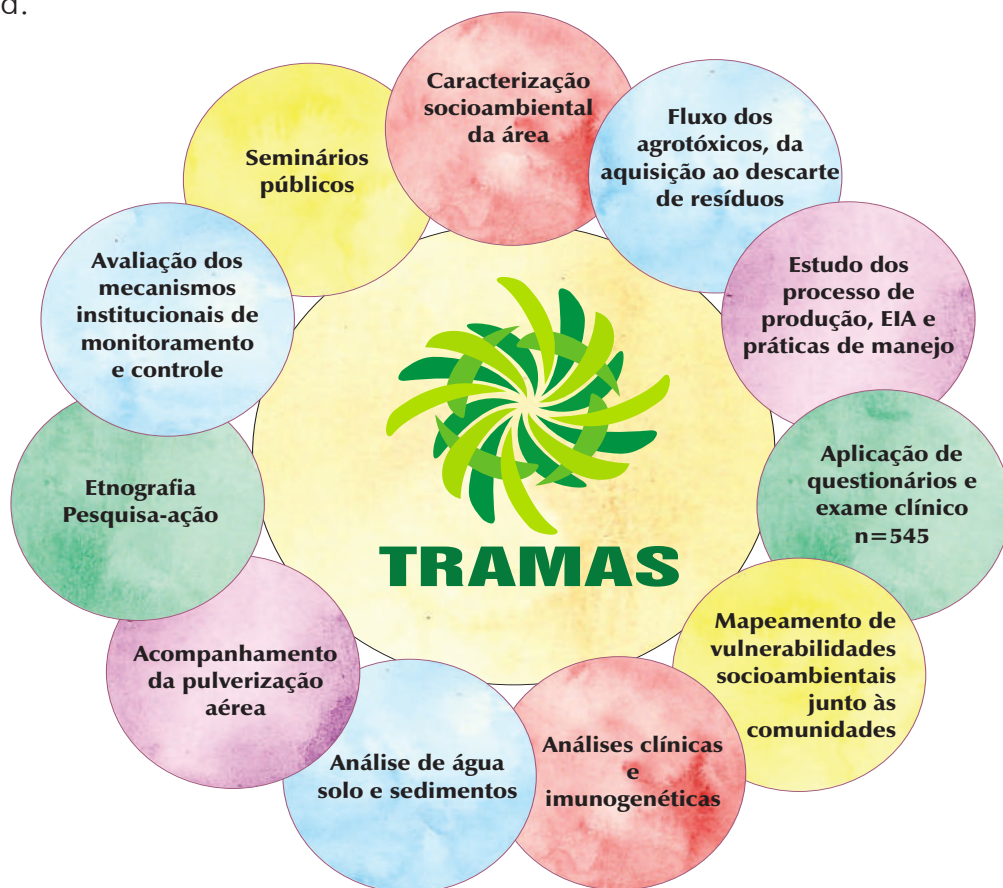 d.
Caracterização
socioambiental
da área
Fluxo dos
agrotóxicos, da
aquisição ao descarte
de resíduos
Estudo dos
processo de
produção, EIA e
práticas de manejo
Aplicação de
questionários e
exame clínico
n=545
Mapeamento de
vulnerabilidades
socioambientais
junto às
comunidades
Análises clínicas
e
imunogenéticas
Análise de água
solo e sedimentos
Acompanhamento
da pulverização
aérea
Etnografia
Pesquisa-ação
Avaliação dos
mecanismos
institucionais de
monitoramento
e controle
Seminários
públicos
TRAMAS